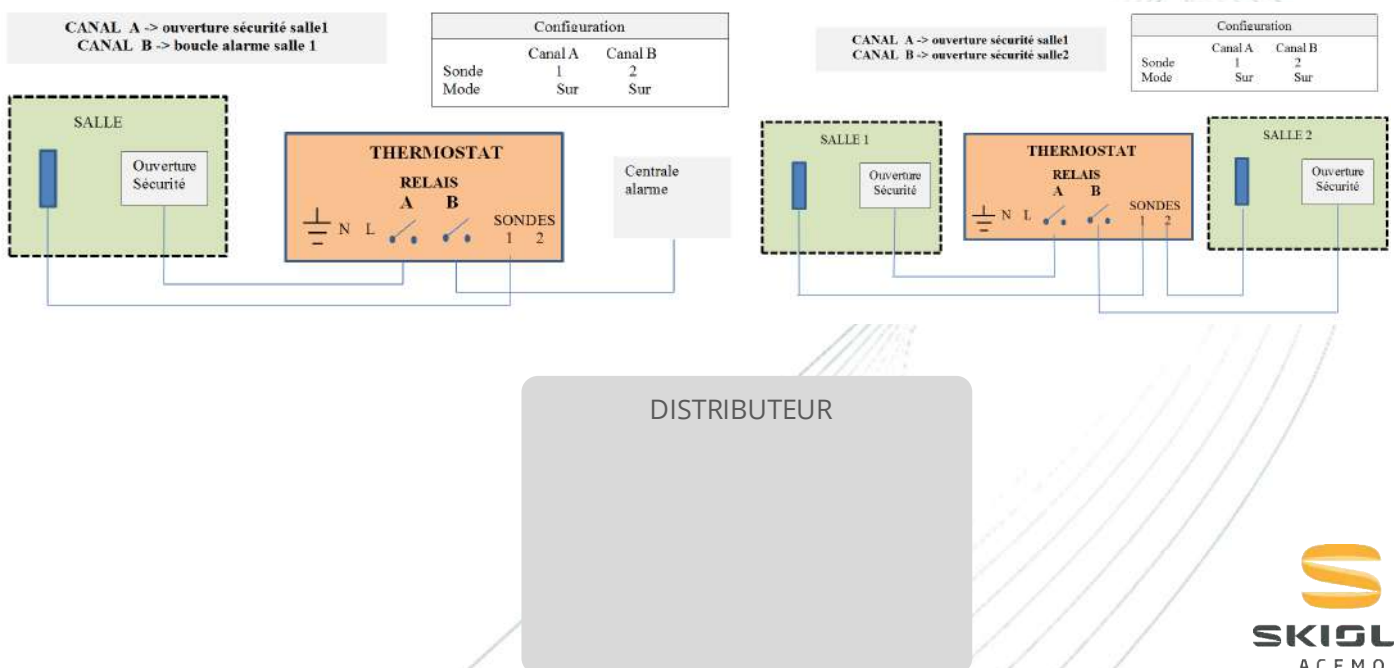 CANAL A -> ouverture sécurité salle1
CANAL B -> boucle alarme salle 1
Configuration
Canal A Canal B
Sonde 1 2
Mode Sur Sur
SALLE
Ouverture
Sécurité
THERMOSTAT
RELAIS
A B
N L
SONDES
1 2
Centrale
alarme
CANAL A -> ouverture sécurité salle1
CANAL B -> ouverture sécurité salle2
Configuration
Canal A Canal B
Sonde 1 2
Mode Sur Sur
SALLE 1
Ouverture
Sécurité
THERMOSTAT
RELAIS
A B
N L
SONDES
1 2
SALLE 2
Ouverture
Sécurité
DISTRIBUTEUR
SKIOL
ACEMO